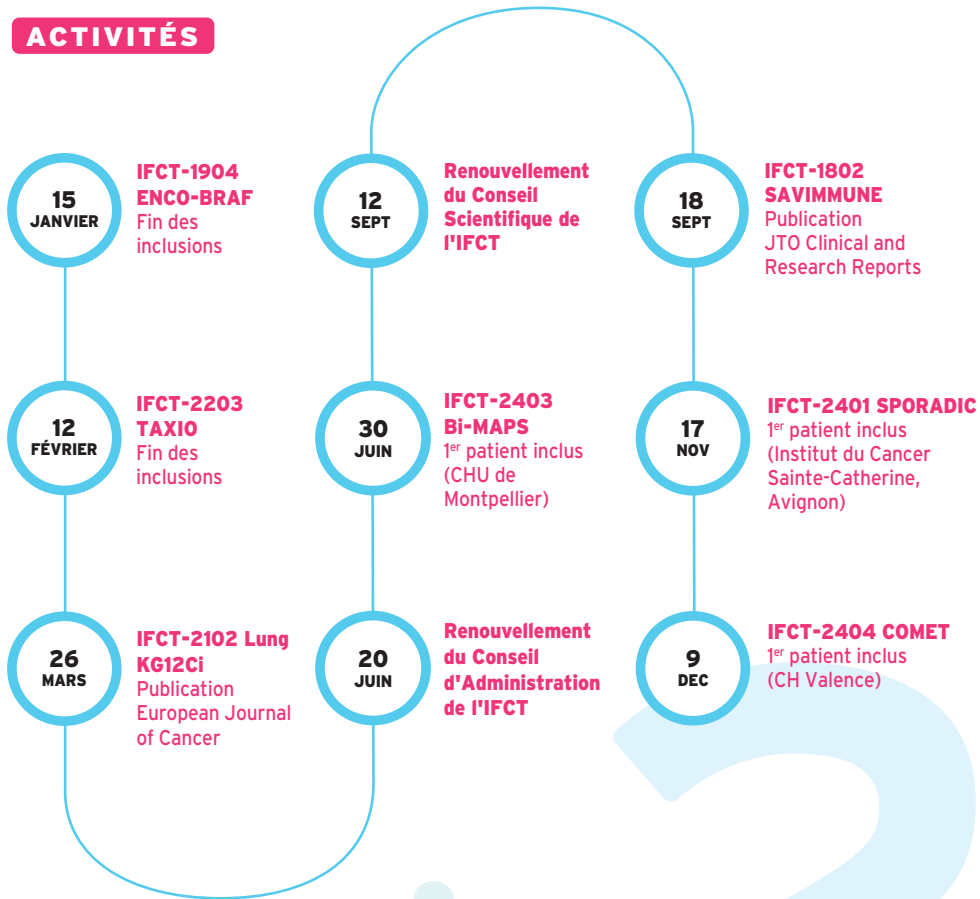 ACTIVITÉS
15
JANVIER
IFCT-1904
ENCO-BRAF
Fin des
inclusions
12
FÉVRIER
IFCT-2203
TAXIO
Fin des
inclusions
26
MARS
IFCT-2102 Lung
KG12Ci
Publication
European Journal
of Cancer
20
JUIN
Renouvellement
du Conseil
d'Administration
de l'IFCT
30
JUIN
IFCT-2403
Bi-MAPS
1er patient inclus
(CHU de
Montpellier)
12
SEPT
Renouvellement
du Conseil
Scientifique de
l'IFCT
18
SEPT
IFCT-1802
SAVIMMUNE
Publication
JTO Clinical and
Research Reports
17
NOV
IFCT-2401 SPORADIC
1er patient inclus
(Institut du Cancer
Sainte-Catherine,
Avignon)
9
DEC
IFCT-2404 COMET
1er patient inclus
(CH Valence)